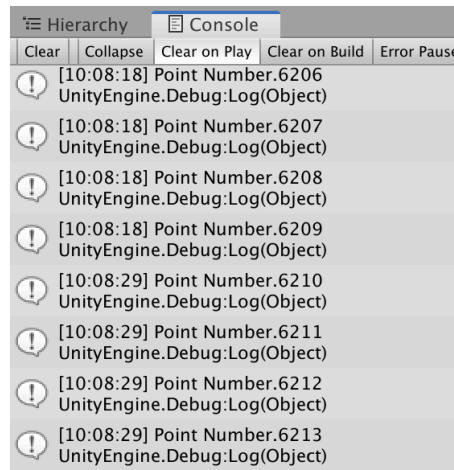 Hierarchy
Console
Clear
Collapse
Clear on Play
Clear on Build
Error Pause
[10:08:18] Point Number.6206
UnityEngine.Debug:Log(Object)
[10:08:18] Point Number.6207
UnityEngine.Debug:Log(Object)
[10:08:18] Point Number.6208
UnityEngine.Debug:Log(Object)
[10:08:18] Point Number.6209
UnityEngine.Debug:Log(Object)
[10:08:29] Point Number.6210
UnityEngine.Debug:Log(Object)
[10:08:29] Point Number.6211
UnityEngine.Debug:Log(Object)
[10:08:29] Point Number.6212
UnityEngine.Debug:Log(Object)
[10:08:29] Point Number.6213
UnityEngine.Debug:Log(Object)